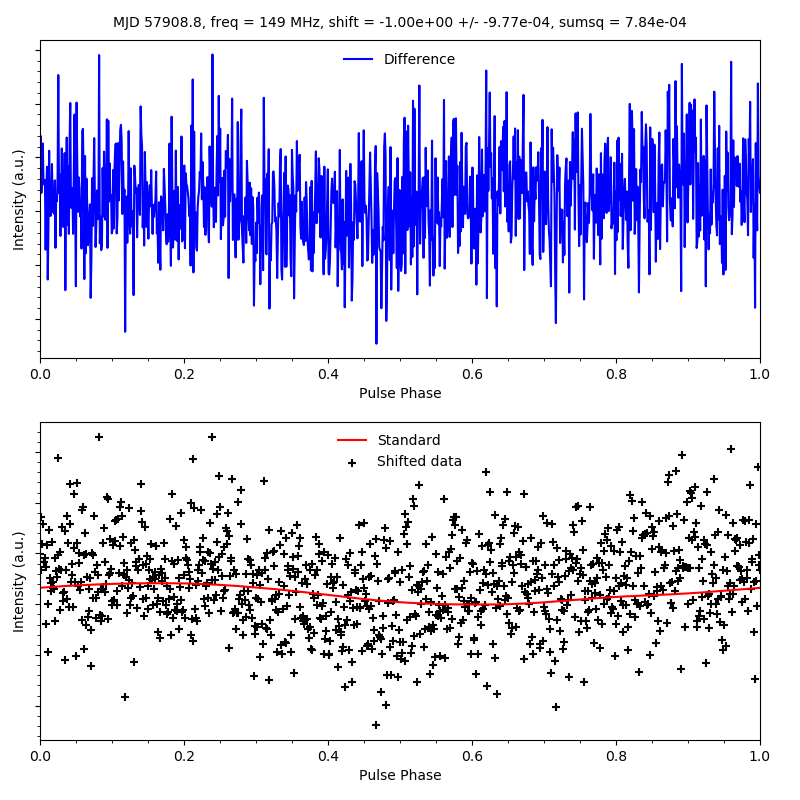 MJD 57908.8, freq = 149 MHz, shift = -1.00e+00 +/- -9.77e-04, sumsq = 7.84e-04
Difference
Intensity (a.u.)
0.0 0.2 0.4 0.6 0.8 1.0
Pulse Phase
Standard
Shifted data
Intensity (a.u.)
0.0 0.2 0.4 0.6 0.8 1.0
Pulse Phase